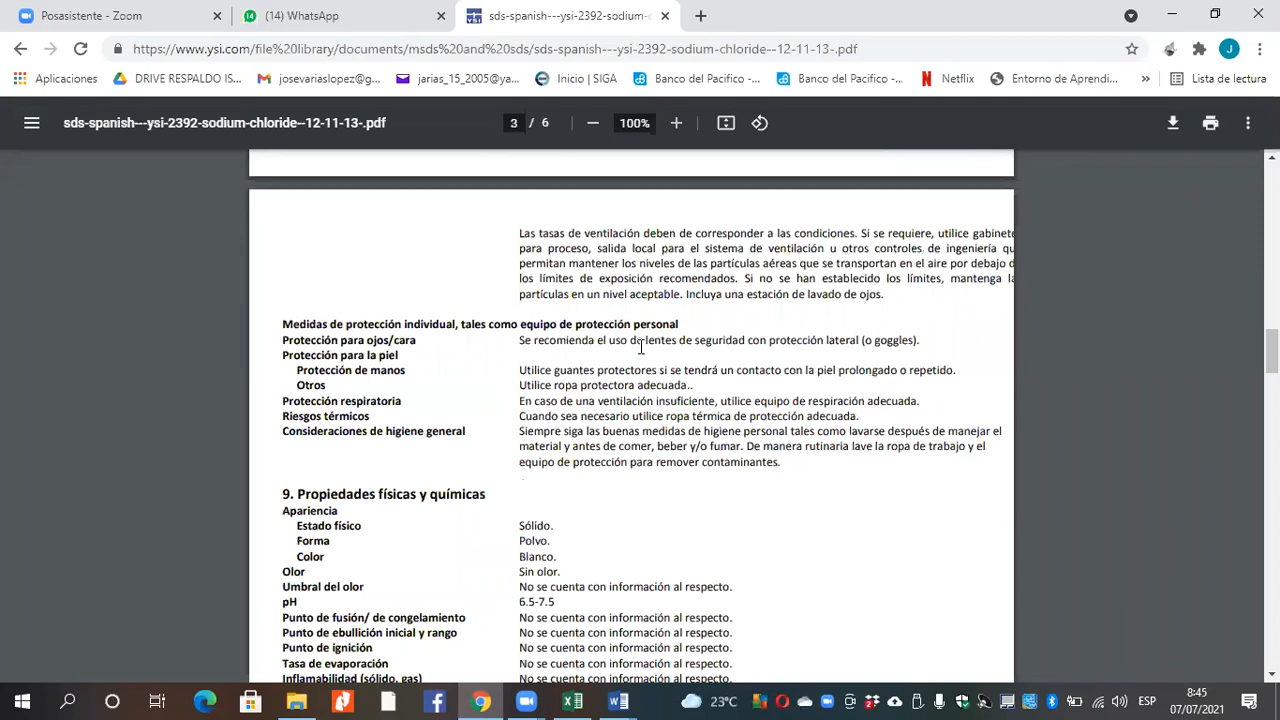 Posasistente - Zoom
(14) WhatsApp
sds-spanish---ysi-2392-sodium-c
https://www.ysi.com/file%20library/documents/msds%20and%20sds/sds-spanish---ysi-2392-sodium-chloride--12-11-13-.pdf
J
Aplicaciones
DRIVE RESPALDO IS...
josevariaslopez@g...
jarias_15_2005@ya...
Inicio | SIGA
Banco del Pacifico -...
Banco del Pacifico -...
Netflix
Entorno de Aprendi...
»
Lista de lectura
sds-spanish---ysi-2392-sodium-chloride--12-11-13-.pdf
3 / 6
100%
Las tasas de ventilación deben de corresponder a las condiciones. Si se requiere, utilice gabinete
para proceso, salida local para el sistema de ventilación u otros controles de ingeniería qu
permitan mantener los niveles de las partículas aéreas que se transportan en el aire por debajo d
los límites de exposición recomendados. Si no se han establecido los límites, mantenga la
partículas en un nivel aceptable. Incluya una estación de lavado de ojos.
Medidas de protección individual, tales como equipo de protección personal
Protección para ojos/cara Se recomienda el uso de lentes de seguridad con protección lateral (o goggles).
Protección para la piel
Protección de manos Utilice guantes protectores si se tendrá un contacto con la piel prolongado o repetido.
Otros Utilice ropa protectora adecuada..
Protección respiratoria En caso de una ventilación insuficiente, utilice equipo de respiración adecuada.
Riesgos térmicos Cuando sea necesario utilice ropa térmica de protección adecuada.
Consideraciones de higiene general Siempre siga las buenas medidas de higiene personal tales como lavarse después de manejar el
material y antes de comer, beber y/o fumar. De manera rutinaria lave la ropa de trabajo y el
equipo de protección para remover contaminantes.
9. Propiedades físicas y químicas
Apariencia
Estado físico Sólido.
Forma Polvo.
Color Blanco.
Olor Sin olor.
Umbral del olor No se cuenta con información al respecto.
pH 6.5-7.5
Punto de fusión/ de congelamiento No se cuenta con información al respecto.
Punto de ebullición inicial y rango No se cuenta con información al respecto.
Punto de ignición No se cuenta con información al respecto.
Tasa de evaporación No se cuenta con información al respecto.
Inflamabilidad (sólido, gas) No se cuenta con información al respecto.
23°C
ESP
8:45
07/07/2021